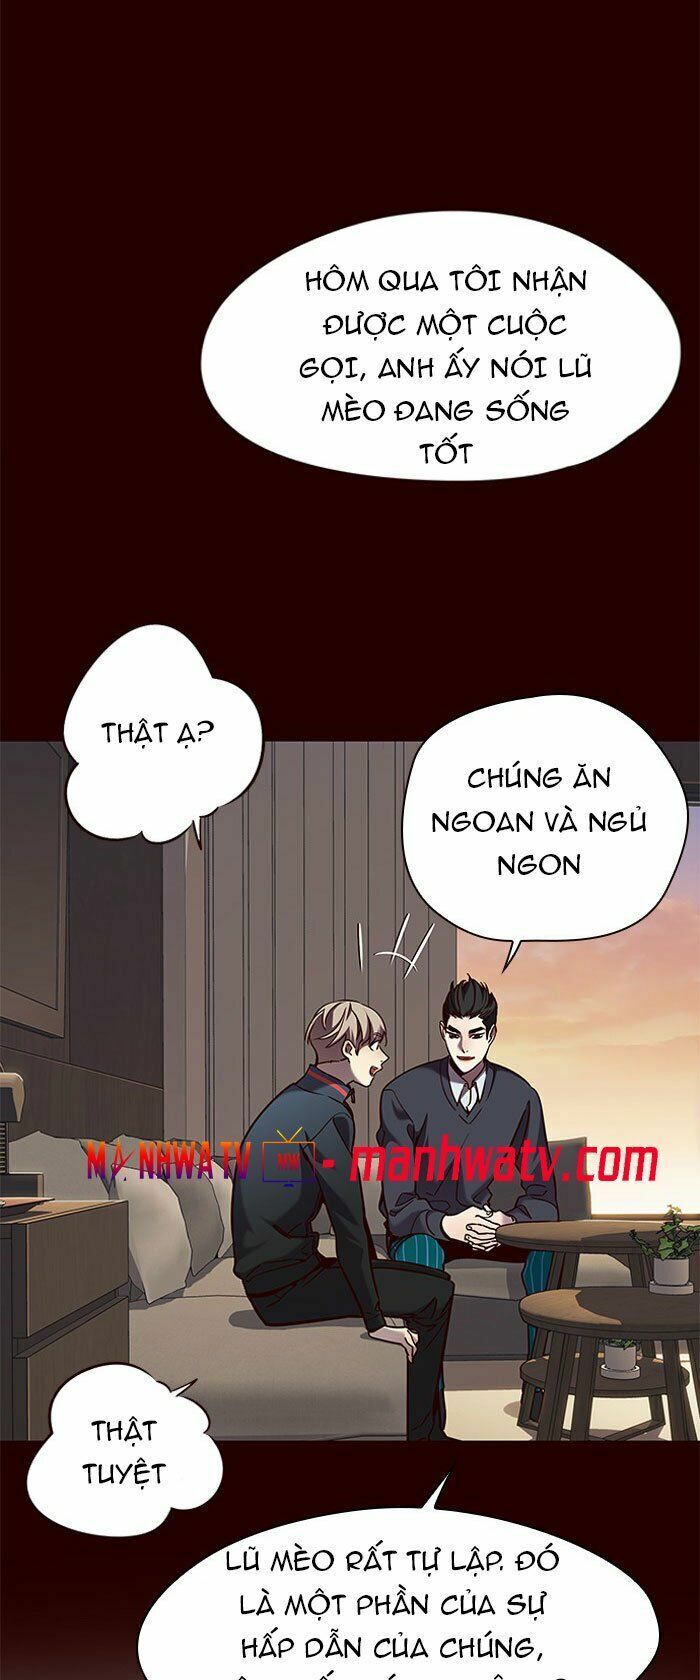 HÔM QUA TÔI NHẬN
ĐƯỢC MỘT CUỘC
GỌI, ANH ẤY NÓI LŨ
MÈO ĐANG SỐNG
TỐT
THẬT Ạ?
CHÚNG ĂN
NGOAN VÀ NGỦ
NGON
MANHWATV MW - manhwatv.com
THẬT
TUYỆT
LŨ MÈO RẤT TỰ LẬP. ĐÓ
LÀ MỘT PHẦN CỦA SỰ
HẤP DẪN CỦA CHÚNG,